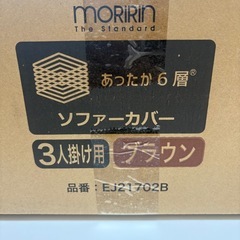 MORIRIN
The Standard
あったか6層®
ソファーカバー
3人掛け用 ブラウン
品番：EJ21702B